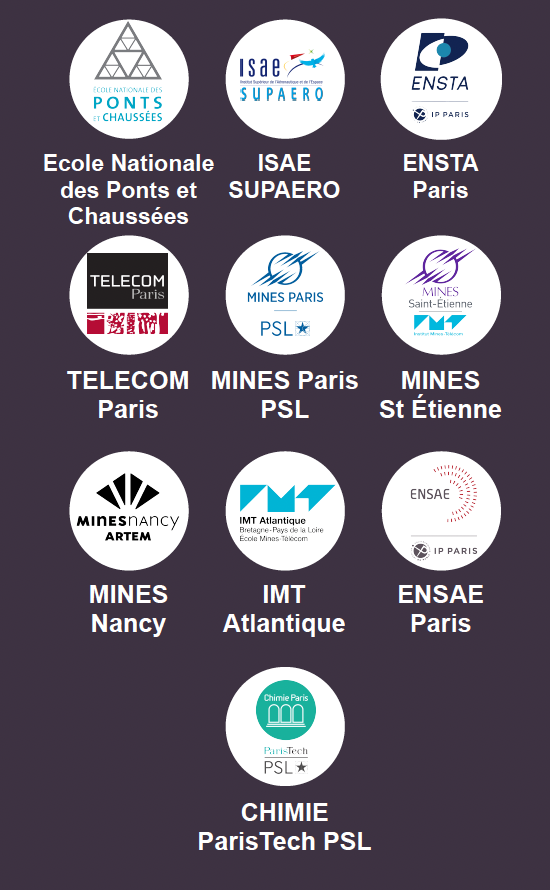 ÉCOLE NATIONALE DES
PONTS
ET CHAUSSÉES
isae
Institut Supérieur de l'Aéronautique et de l'Espace
SUPAERO
ENSTA
IP PARIS
Ecole Nationale
des Ponts et
Chaussées
ISAE
SUPAERO
ENSTA
Paris
TELECOM
Paris
MINES PARIS
PSL
MINES
Saint-Étienne
Institut Mines-Télécom
TELECOM
Paris
MINES Paris
PSL
MINES
St Étienne
MINESNANCY
ARTEM
IMT Atlantique
Bretagne-Pays de la Loire
École Mines-Télécom
ENSAE
IP PARIS
MINES
Nancy
IMT
Atlantique
ENSAE
Paris
Chimie Paris
ParisTech
PSL
CHIMIE
ParisTech PSL